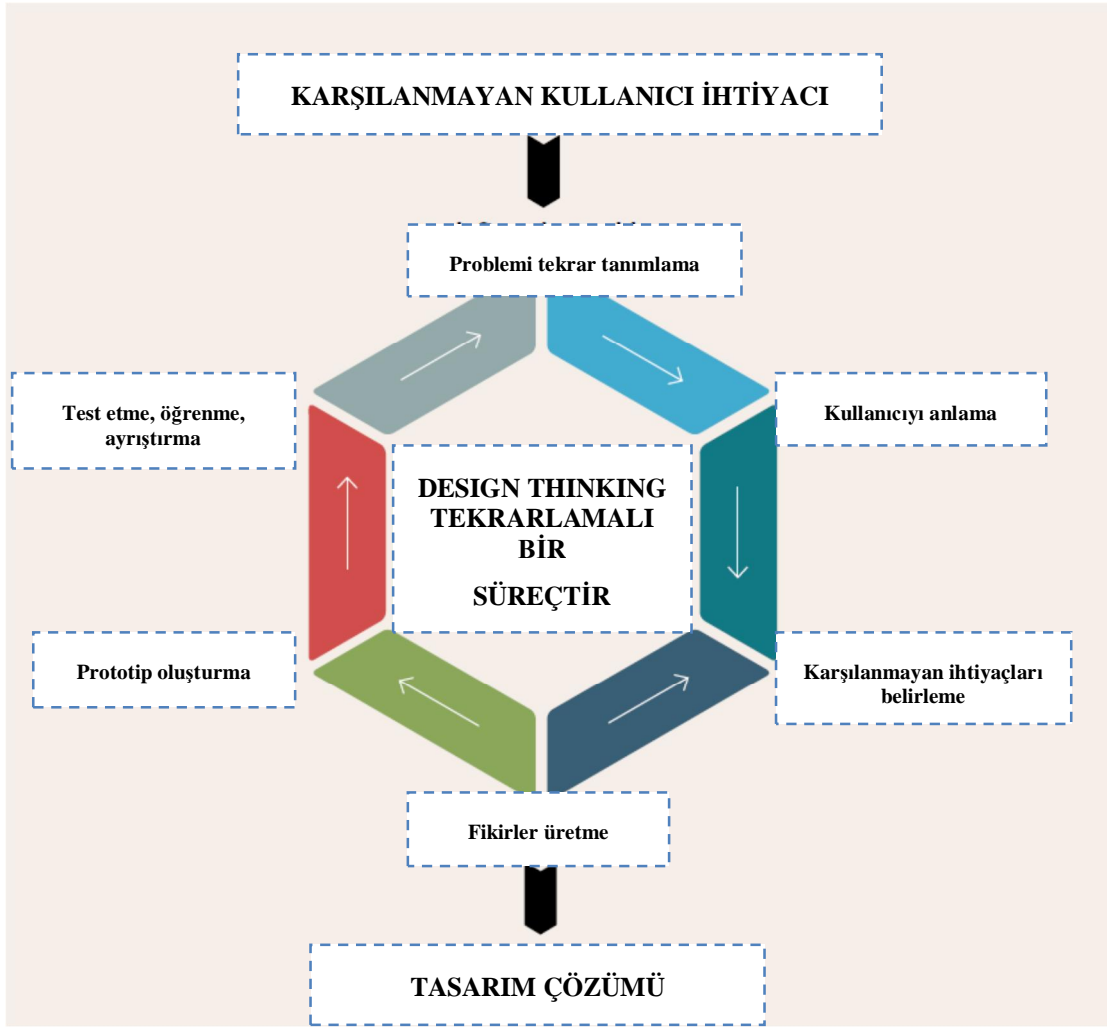 KARŞILANMAYAN KULLANICI İHTİYACI
Problemi tekrar tanımlama
Test etme, öğrenme,
ayrıştırma
Kullanıcıyı anlama
DESIGN THINKING
TEKRARLAMALI
BİR
SÜREÇTİR
Prototip oluşturma
Karşılanmayan ihtiyaçları
belirleme
Fikirler üretme
TASARIM ÇÖZÜMÜ